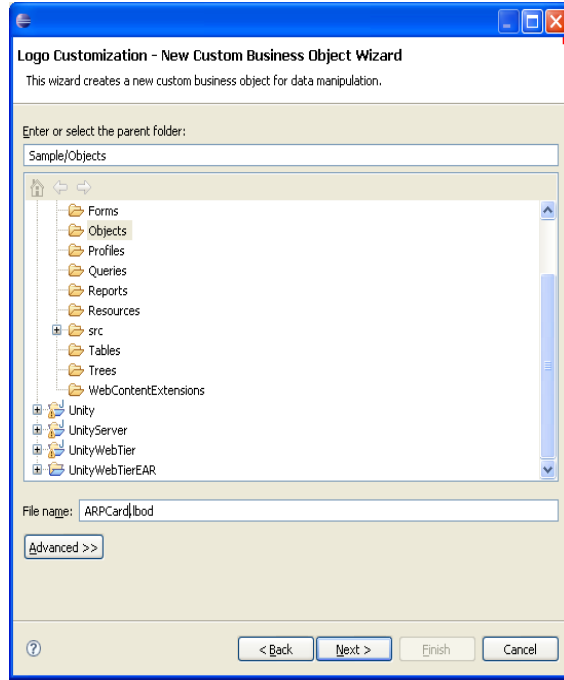 Logo Customization - New Custom Business Object Wizard
This wizard creates a new custom business object for data manipulation.
Enter or select the parent folder:
Sample/Objects
Forms
Objects
Profiles
Queries
Reports
Resources
src
Tables
Trees
WebContentExtensions
Unity
UnityServer
UnityWebTier
UnityWebTierEAR
File name: ARPCard.lbod
Advanced >>
< Back Next > Finish Cancel